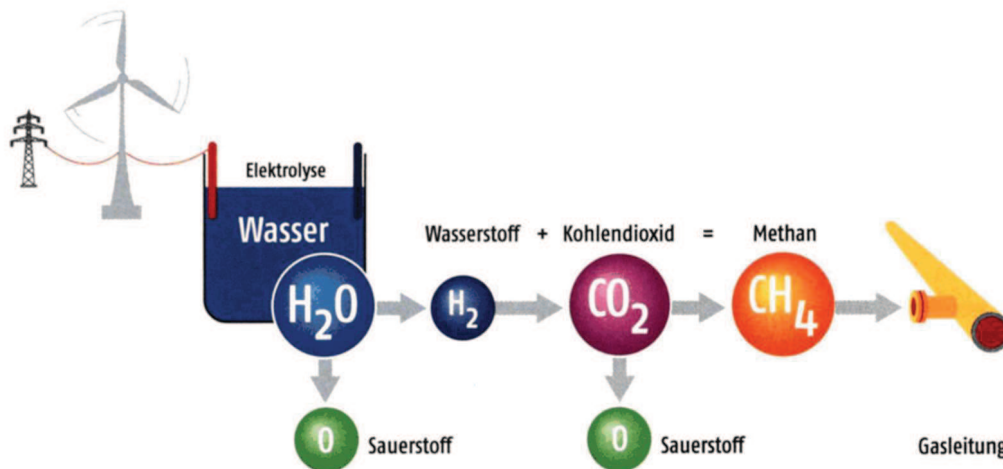 Elektrolyse
Wasser
Wasserstoff + Kohlendioxid = Methan
H₂O H₂ CO₂ CH₄
O Sauerstoff O Sauerstoff Gasleitung